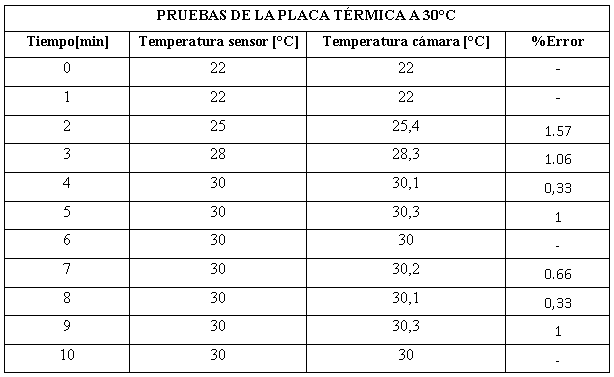 PRUEBAS DE LA PLACA TÉRMICA A 30°C
Tiempo[min] Temperatura sensor [°C] Temperatura cámara [°C] %Error
0 22 22 -
1 22 22 -
2 25 25,4 1.57
3 28 28,3 1.06
4 30 30,1 0,33
5 30 30,3 1
6 30 30 -
7 30 30,2 0.66
8 30 30,1 0,33
9 30 30,3 1
10 30 30 -